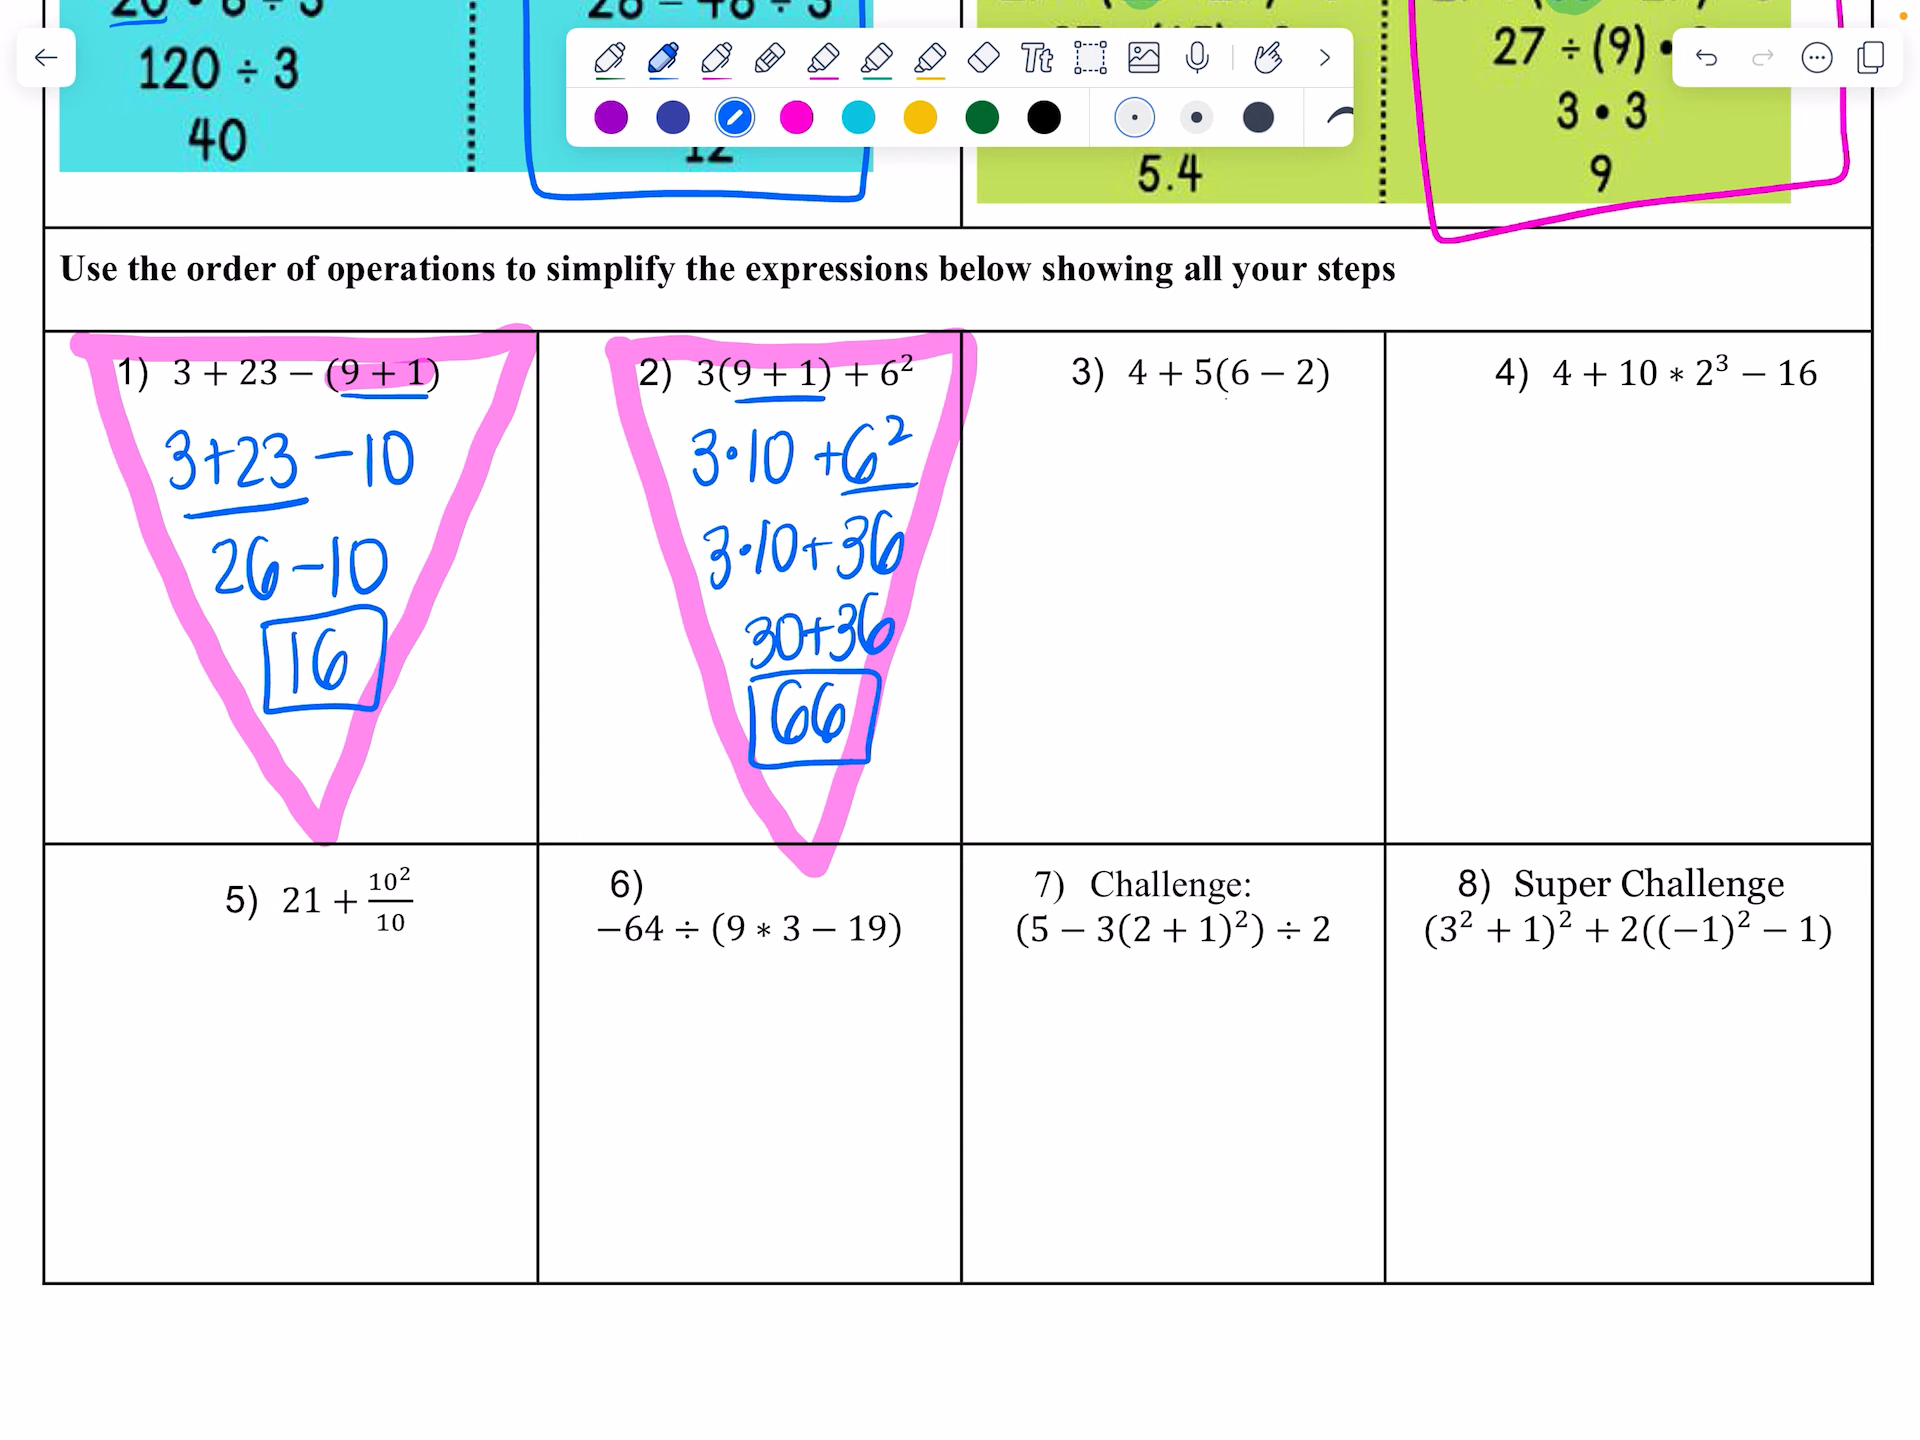 120 ÷ 3
40
12
5.4
27 ÷ (9) •
3 • 3
9
Tt
Use the order of operations to simplify the expressions below showing all your steps
1) 3 + 23 − (9 + 1)
3+23−10
26−10
16
2) 3(9 + 1) + 6²
3·10 +6²
3·10+36
30+36
66
3) 4 + 5(6 − 2)
4) 4 + 10 ∗ 2³ − 16
5) 21 + 10²/10
6)
−64 ÷ (9 ∗ 3 − 19)
7) Challenge:
(5 − 3(2 + 1)²) ÷ 2
8) Super Challenge
(3² + 1)² + 2((−1)² − 1)